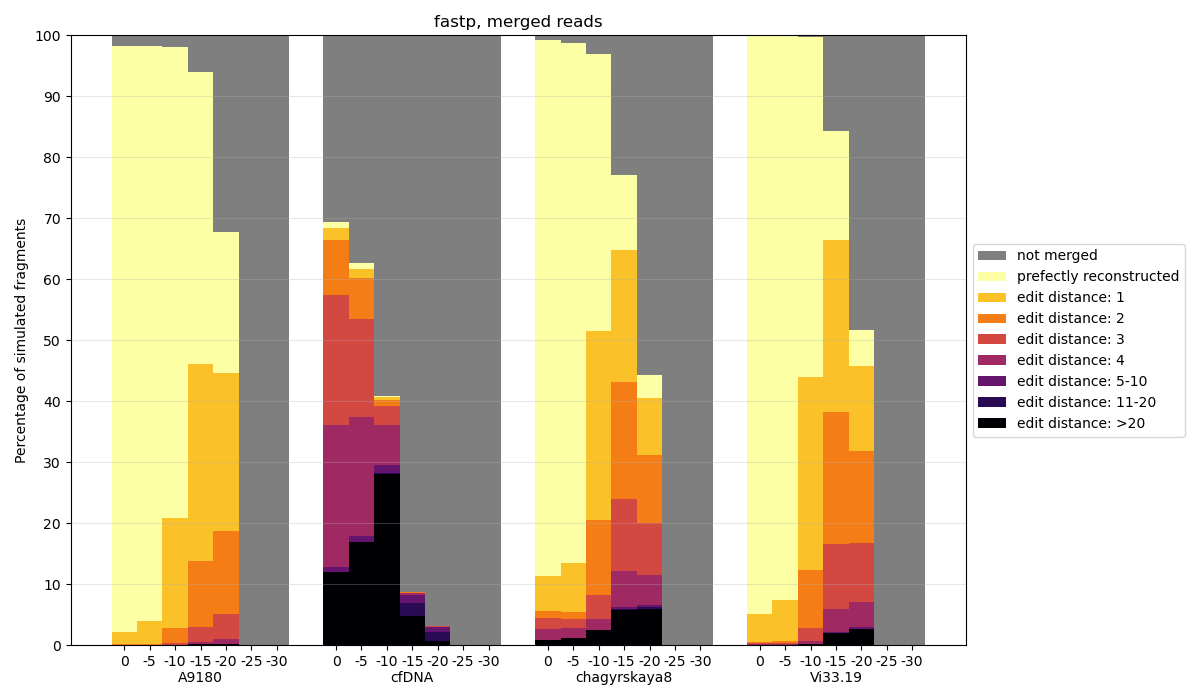 fastp, merged reads
Percentage of simulated fragments
100
90
80
70
60
50
40
30
20
10
0
0 -5 -10 -15 -20 -25 -30 0 -5 -10 -15 -20 -25 -30 0 -5 -10 -15 -20 -25 -30 0 -5 -10 -15 -20 -25 -30
A9180 cfDNA chagyrskaya8 Vi33.19
not merged
prefectly reconstructed
edit distance: 1
edit distance: 2
edit distance: 3
edit distance: 4
edit distance: 5-10
edit distance: 11-20
edit distance: >20